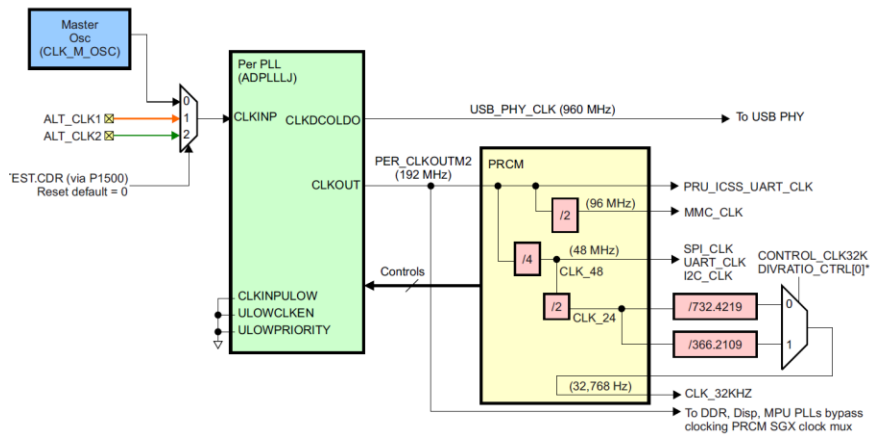 Master
Osc
(CLK_M_OSC)
Per PLL
(ADPLLLJ)
0
1
2
ALT_CLK1
ALT_CLK2
CLKINP
CLKDCOLDO
USB_PHY_CLK (960 MHz)
To USB PHY
TEST.CDR (via P1500)
Reset default = 0
CLKOUT
PER_CLKOUTM2
(192 MHz)
PRCM
PRU_ICSS_UART_CLK
/2
(96 MHz)
MMC_CLK
/4
(48 MHz)
CLK_48
SPI_CLK
UART_CLK
I2C_CLK
CONTROL_CLK32K
DIVRATIO_CTRL[0]*
Controls
/2
CLK_24
/732.4219
0
/366.2109
1
CLKINPULOW
ULOWCLKEN
ULOWPRIORITY
(32,768 Hz)
CLK_32KHZ
To DDR, Disp, MPU PLLs bypass
clocking PRCM SGX clock mux